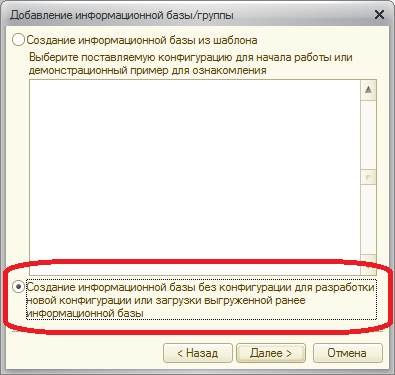 Добавление информационной базы/группы
Создание информационной базы из шаблона
Выберите поставляемую конфигурацию для начала работы или
демонстрационный пример для ознакомления
Создание информационной базы без конфигурации для разработки
новой конфигурации или загрузки выгруженной ранее
информационной базы
< Назад
Далее >
Отмена